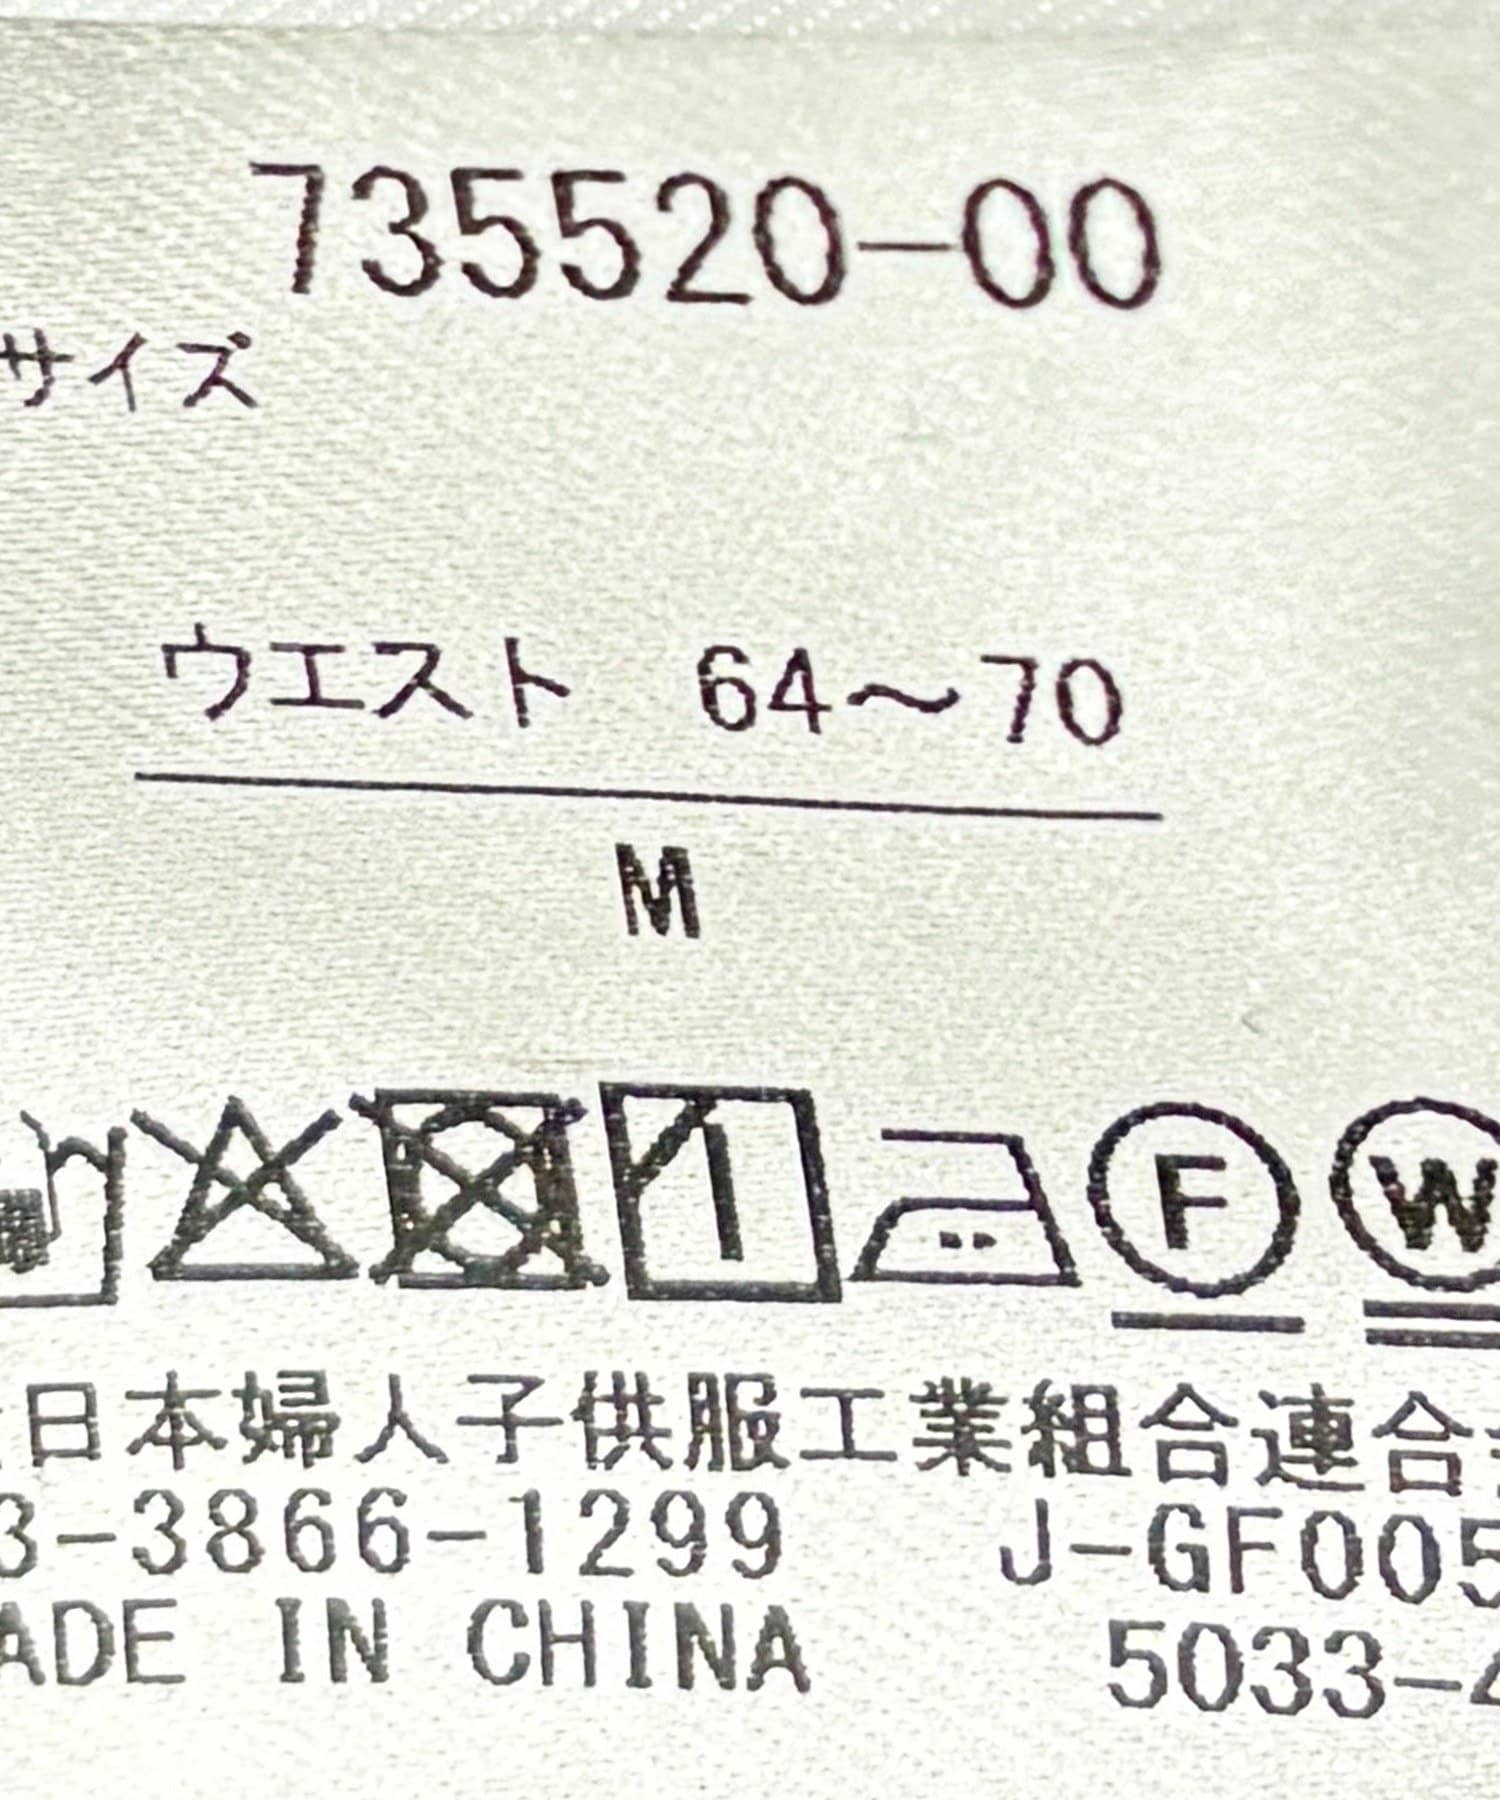 735520-00
サイズ
ウエスト 64～70
M
F W
日本婦人子供服工業組合連合
3-3866-1299 J-GF005
ADE IN CHINA 5033-